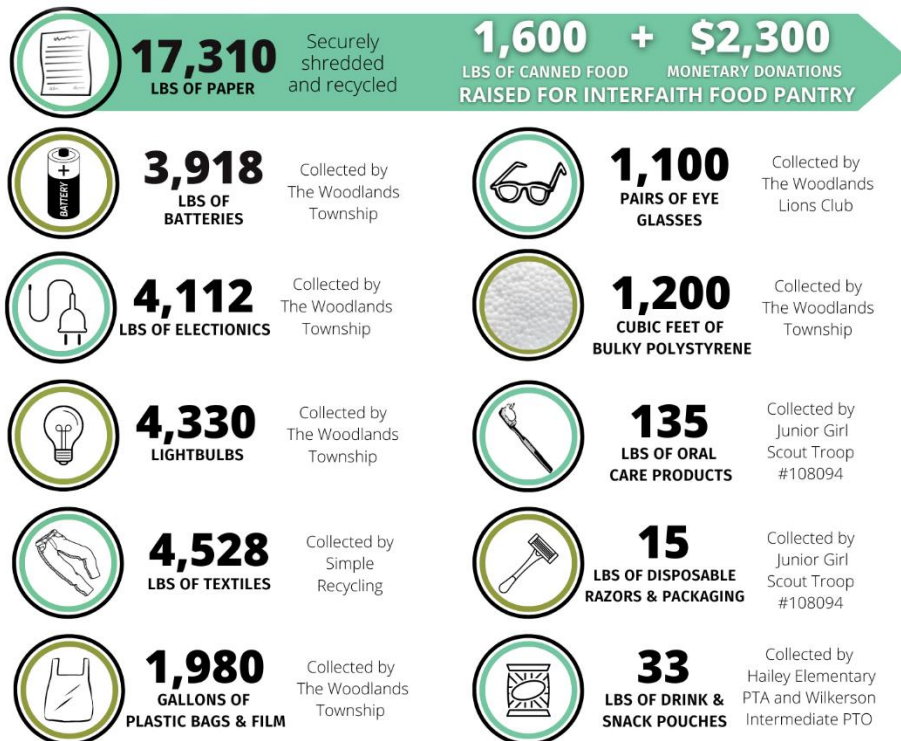 17,310
LBS OF PAPER
Securely
shredded
and recycled
1,600 + $2,300
LBS OF CANNED FOOD MONETARY DONATIONS
RAISED FOR INTERFAITH FOOD PANTRY
BATTERY
+
3,918
LBS OF
BATTERIES
Collected by
The Woodlands
Township
1,100
PAIRS OF EYE
GLASSES
Collected by
The Woodlands
Lions Club
4,112
LBS OF ELECTIONICS
Collected by
The Woodlands
Township
1,200
CUBIC FEET OF
BULKY POLYSTYRENE
Collected by
The Woodlands
Township
4,330
LIGHTBULBS
Collected by
The Woodlands
Township
135
LBS OF ORAL
CARE PRODUCTS
Collected by
Junior Girl
Scout Troop
#108094
4,528
LBS OF TEXTILES
Collected by
Simple
Recycling
15
LBS OF DISPOSABLE
RAZORS & PACKAGING
Collected by
Junior Girl
Scout Troop
#108094
1,980
GALLONS OF
PLASTIC BAGS & FILM
Collected by
The Woodlands
Township
33
LBS OF DRINK &
SNACK POUCHES
Collected by
Hailey Elementary
PTA and Wilkerson
Intermediate PTO